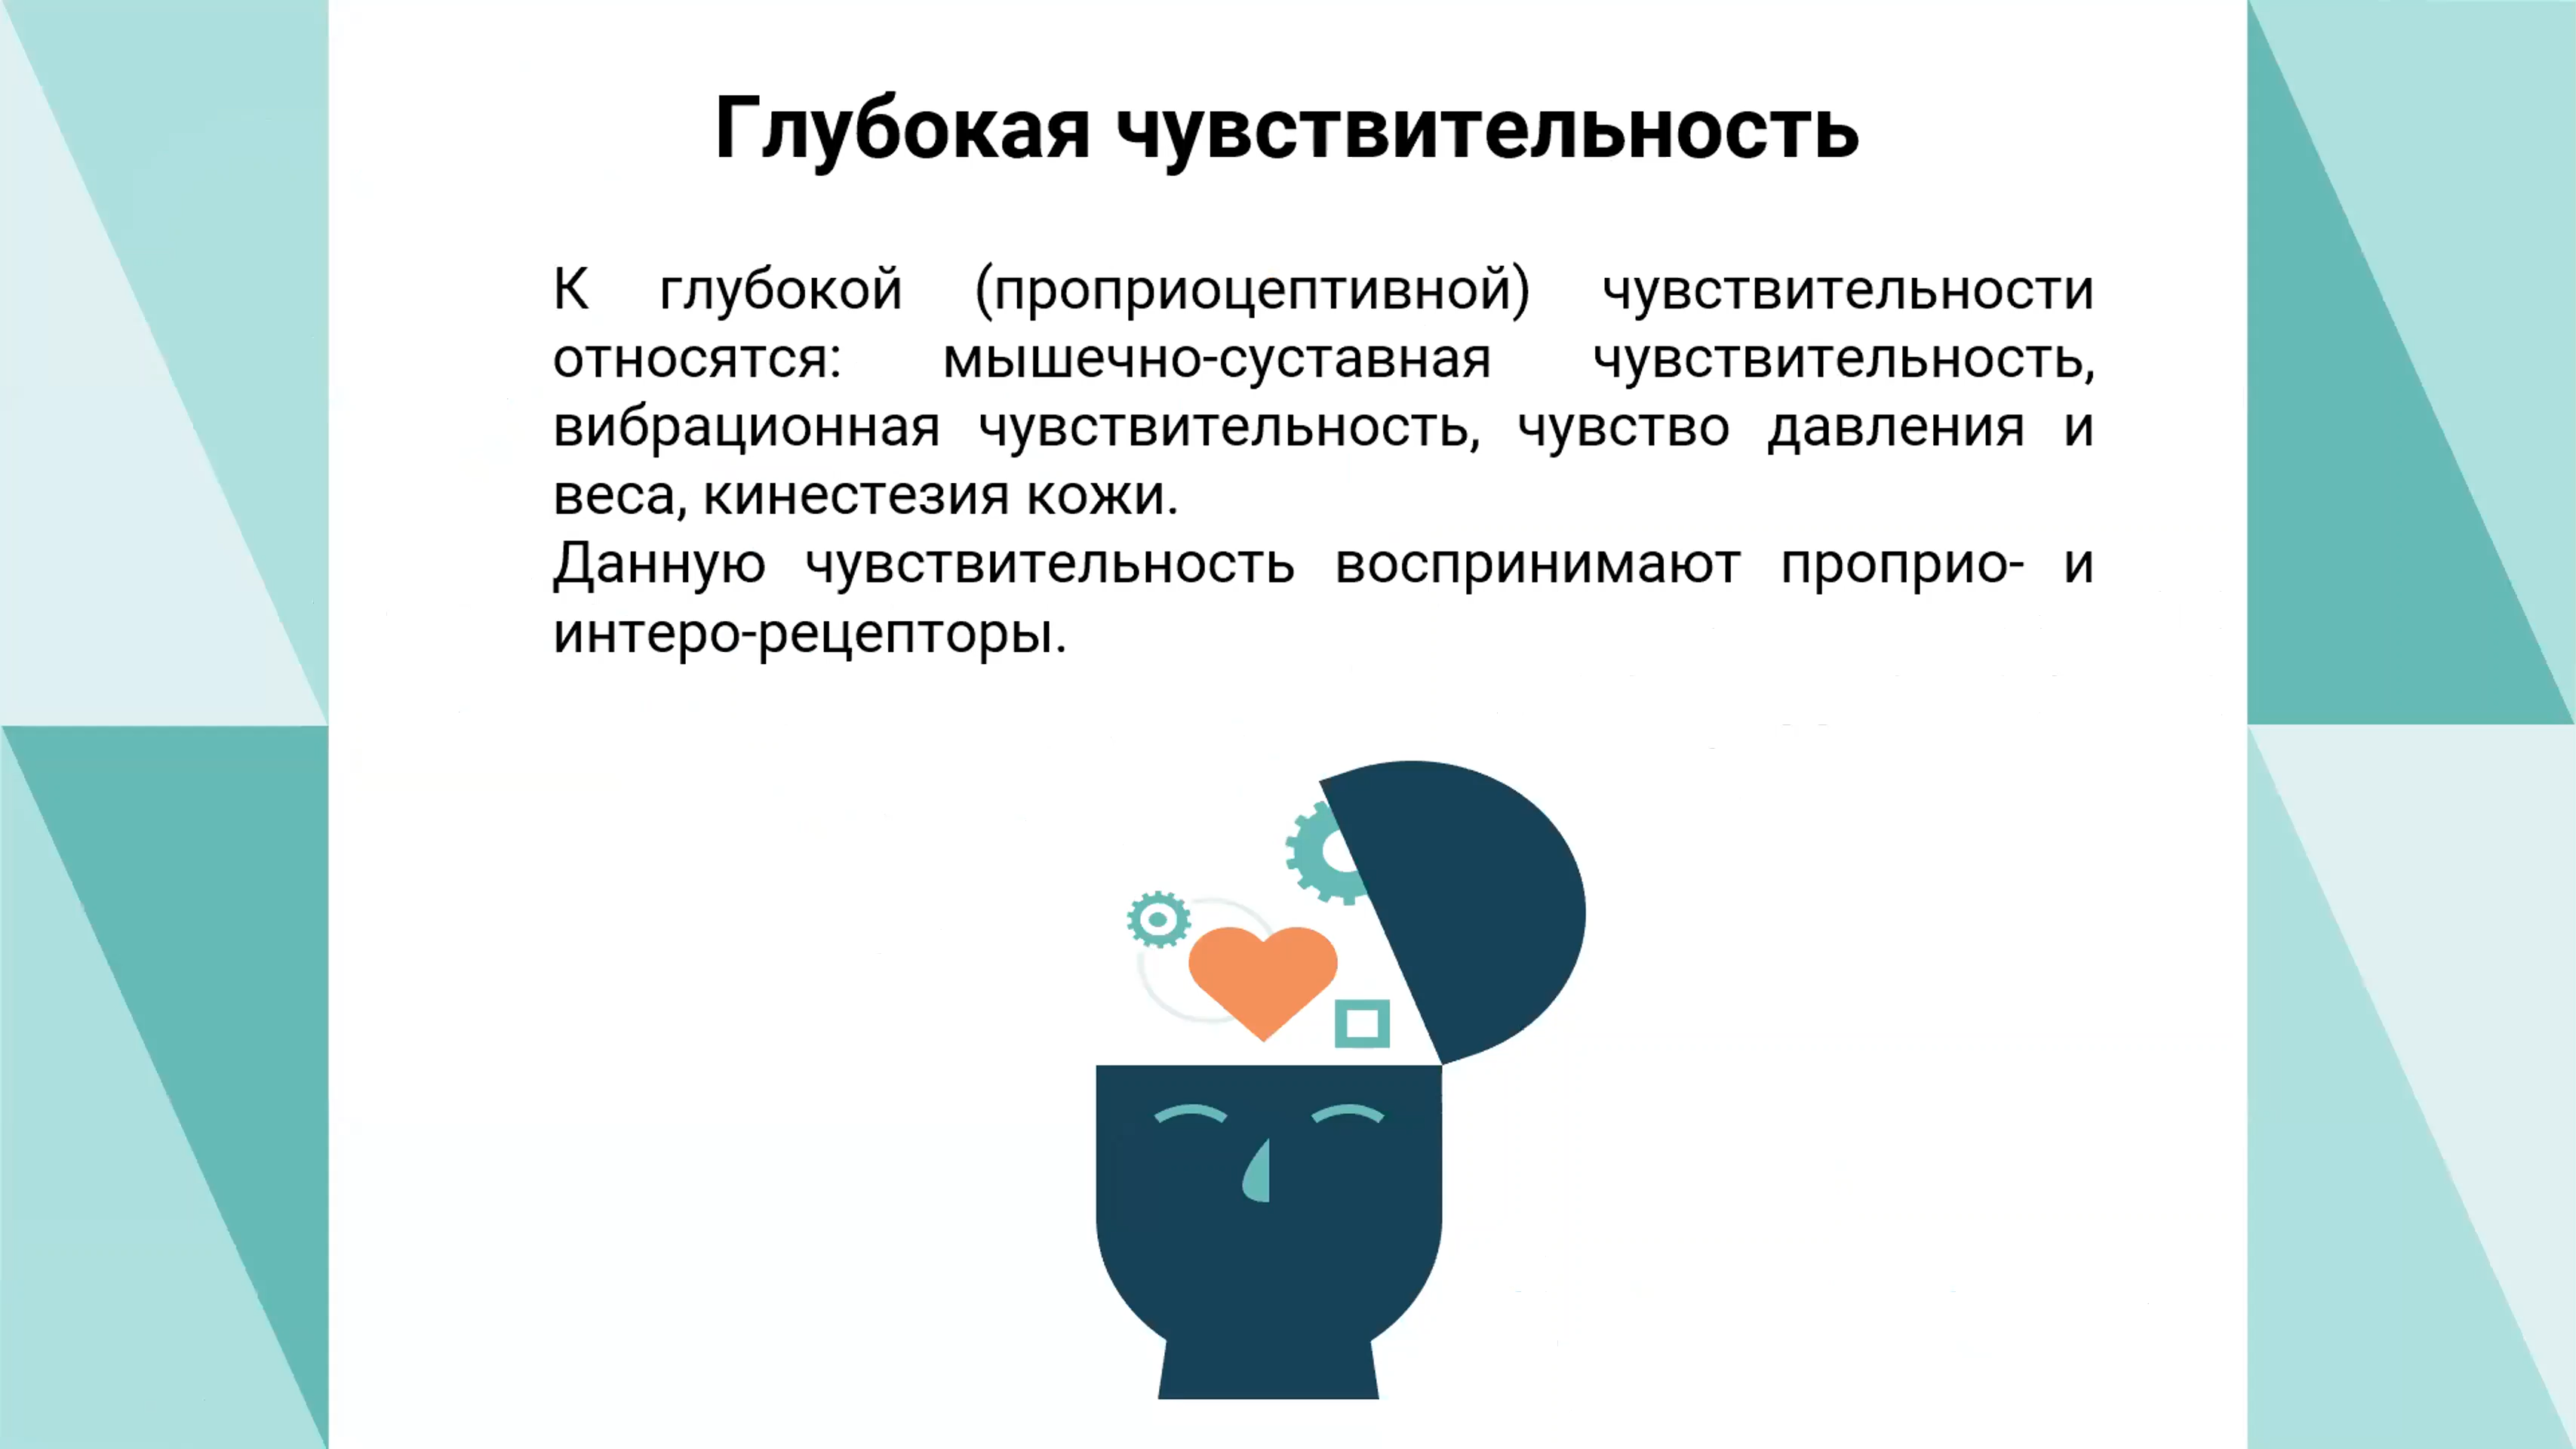 Глубокая чувствительность
К глубокой (проприоцептивной) чувствительности
относятся: мышечно-суставная чувствительность,
вибрационная чувствительность, чувство давления и
веса, кинестезия кожи.
Данную чувствительность воспринимают проприо- и
интеро-рецепторы.